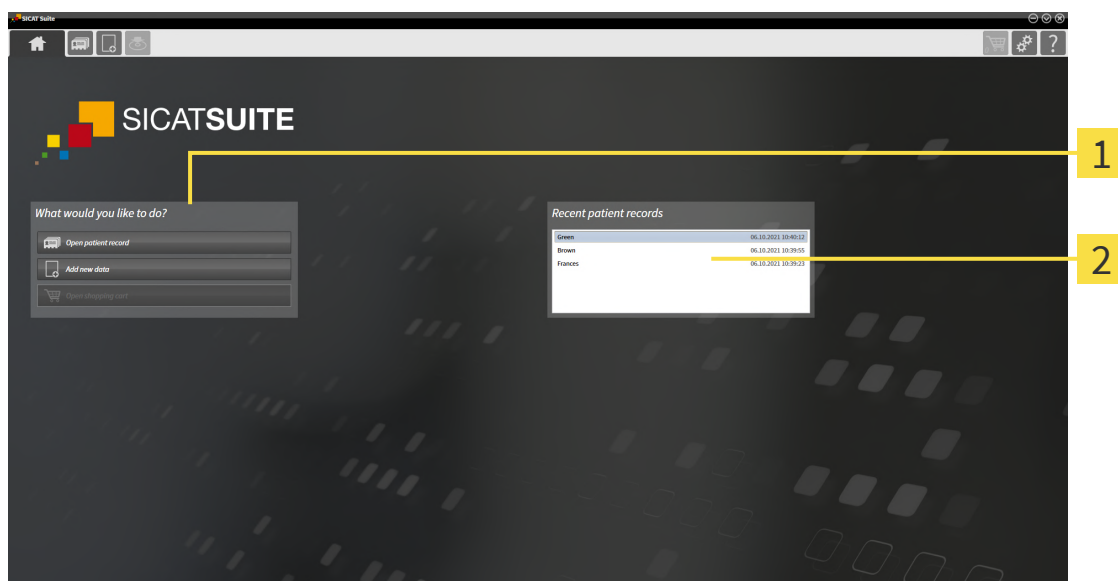 SICAT Suite
?
SICATSUITE
1
What would you like to do?
Open patient record
Add new data
Open shopping cart
Recent patient records
Green 06.10.2021 10:40:12
Brown 06.10.2021 10:39:55
Frances 06.10.2021 10:39:23
2